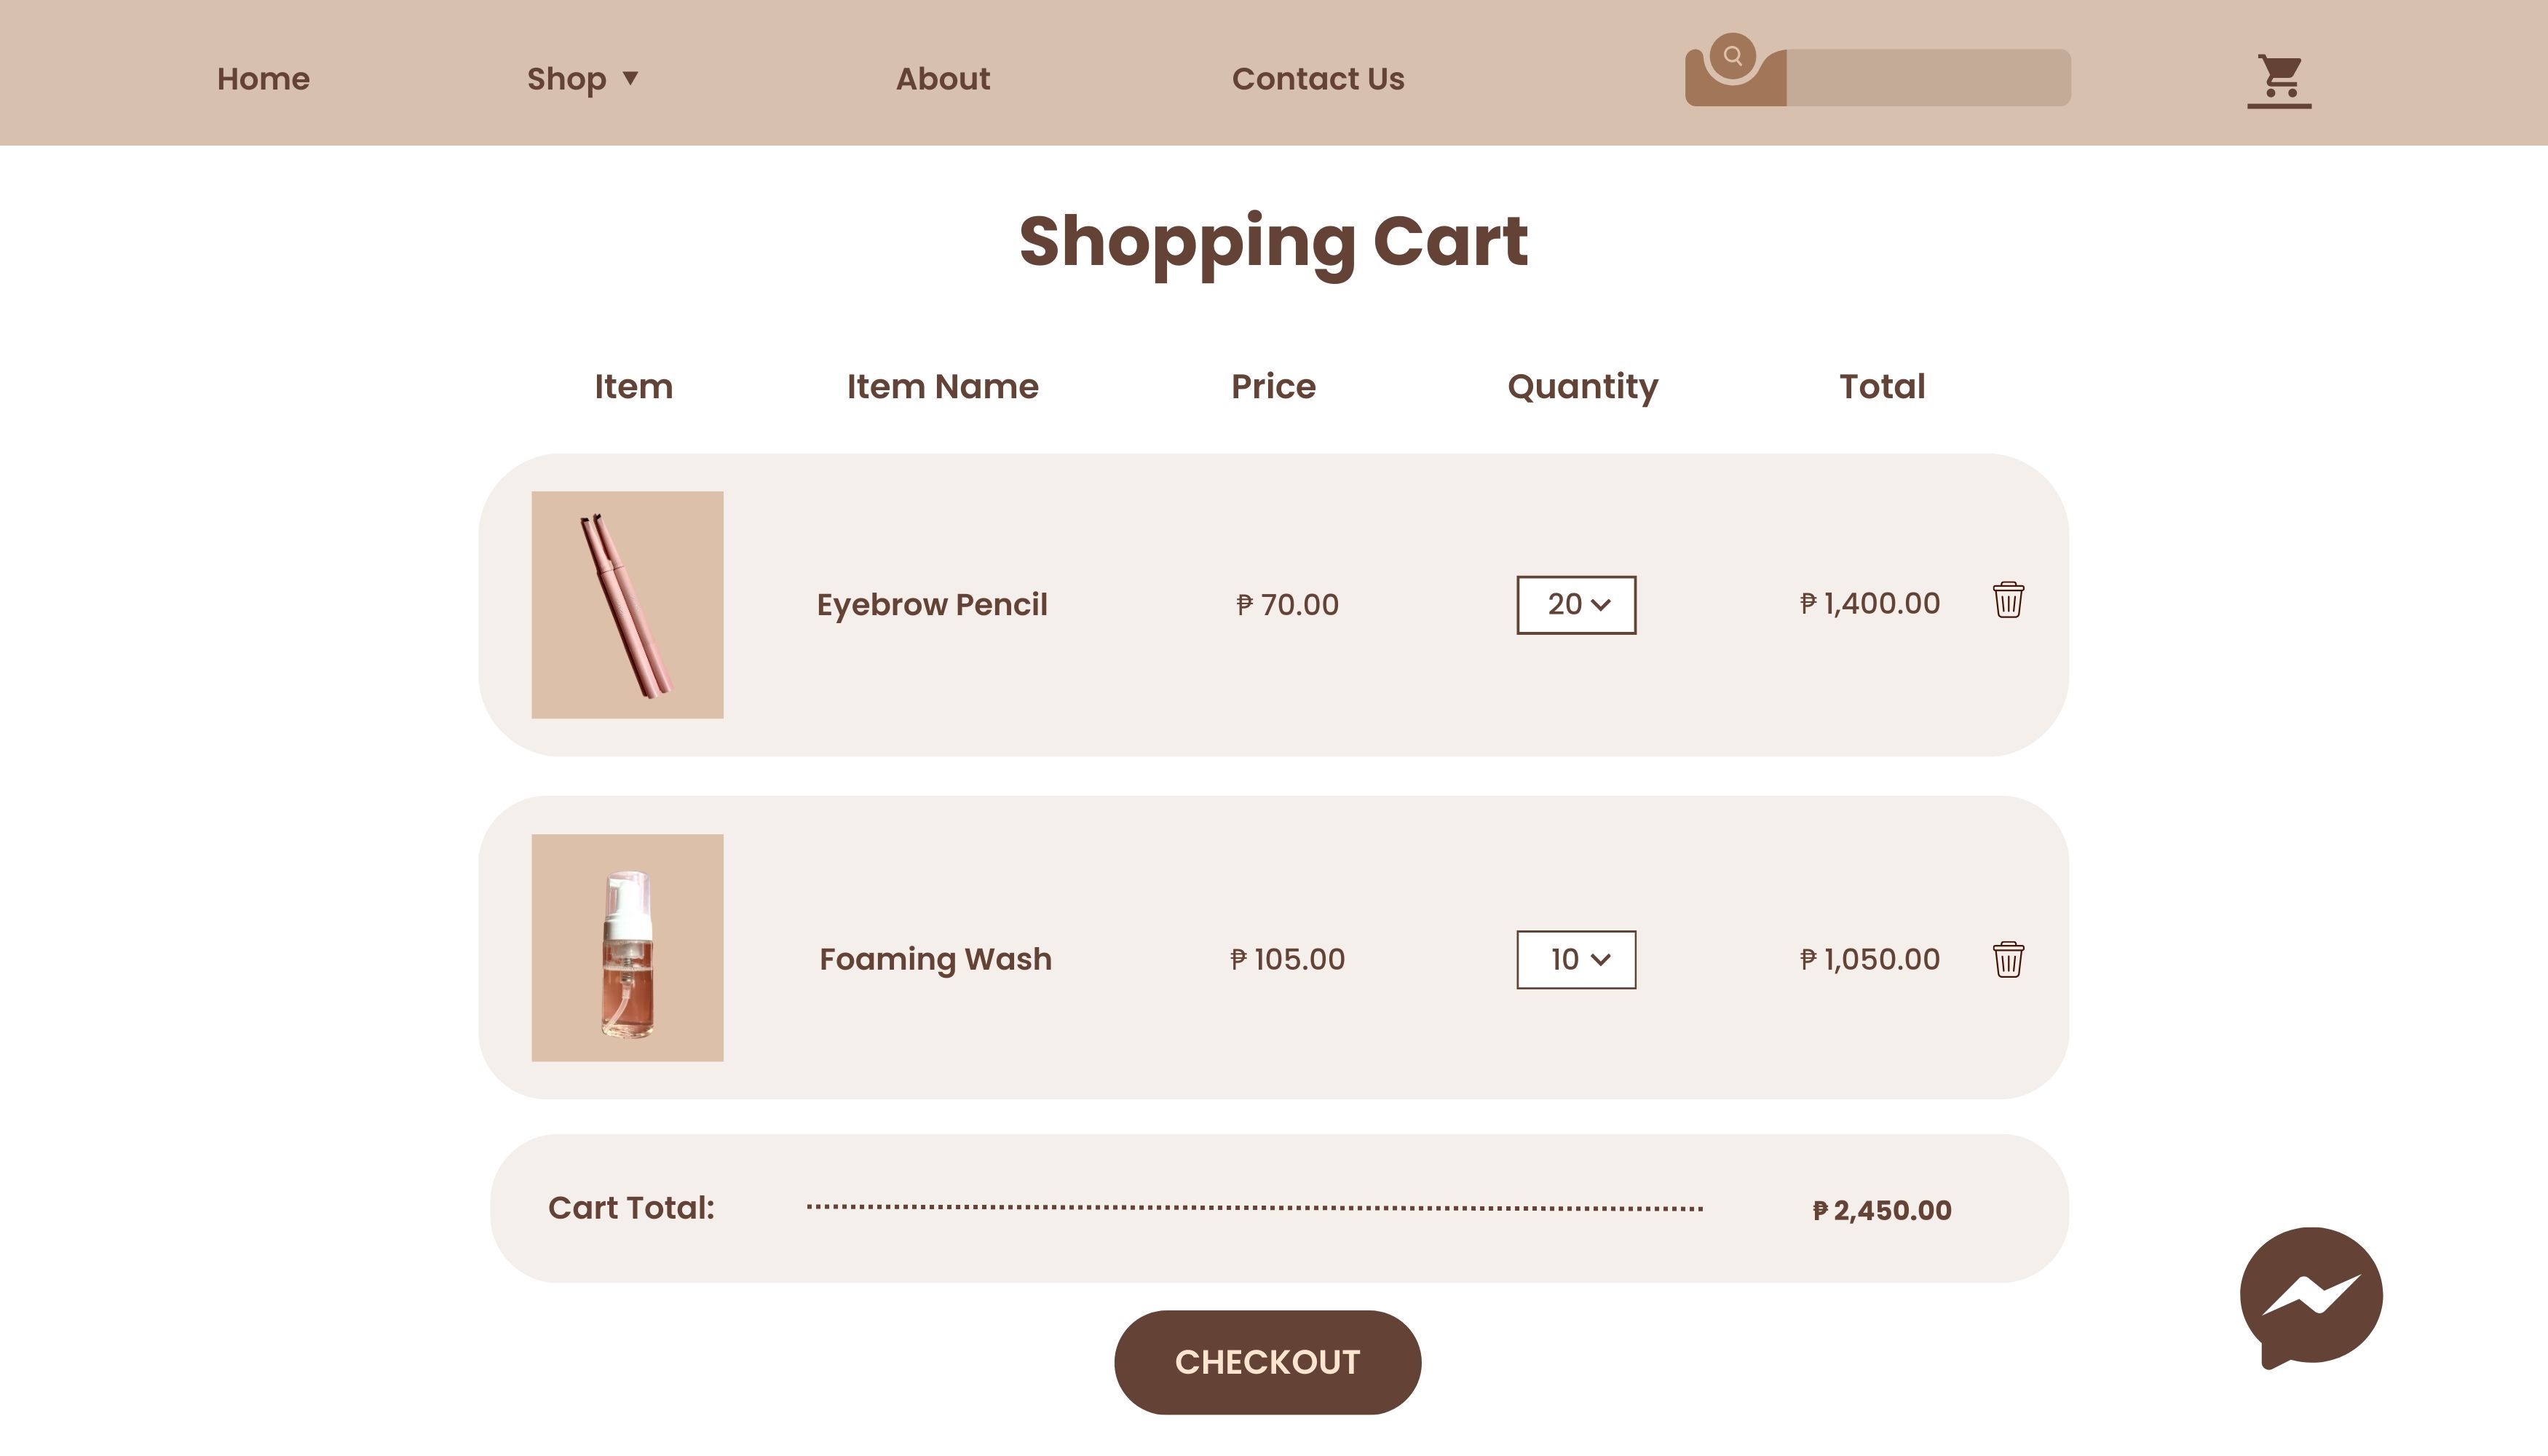 Home Shop ▼ About Contact Us
Shopping Cart
Item Item Name Price Quantity Total
Eyebrow Pencil ₱ 70.00 20 ₱ 1,400.00
Foaming Wash ₱ 105.00 10 ₱ 1,050.00
Cart Total: ₱ 2,450.00
CHECKOUT